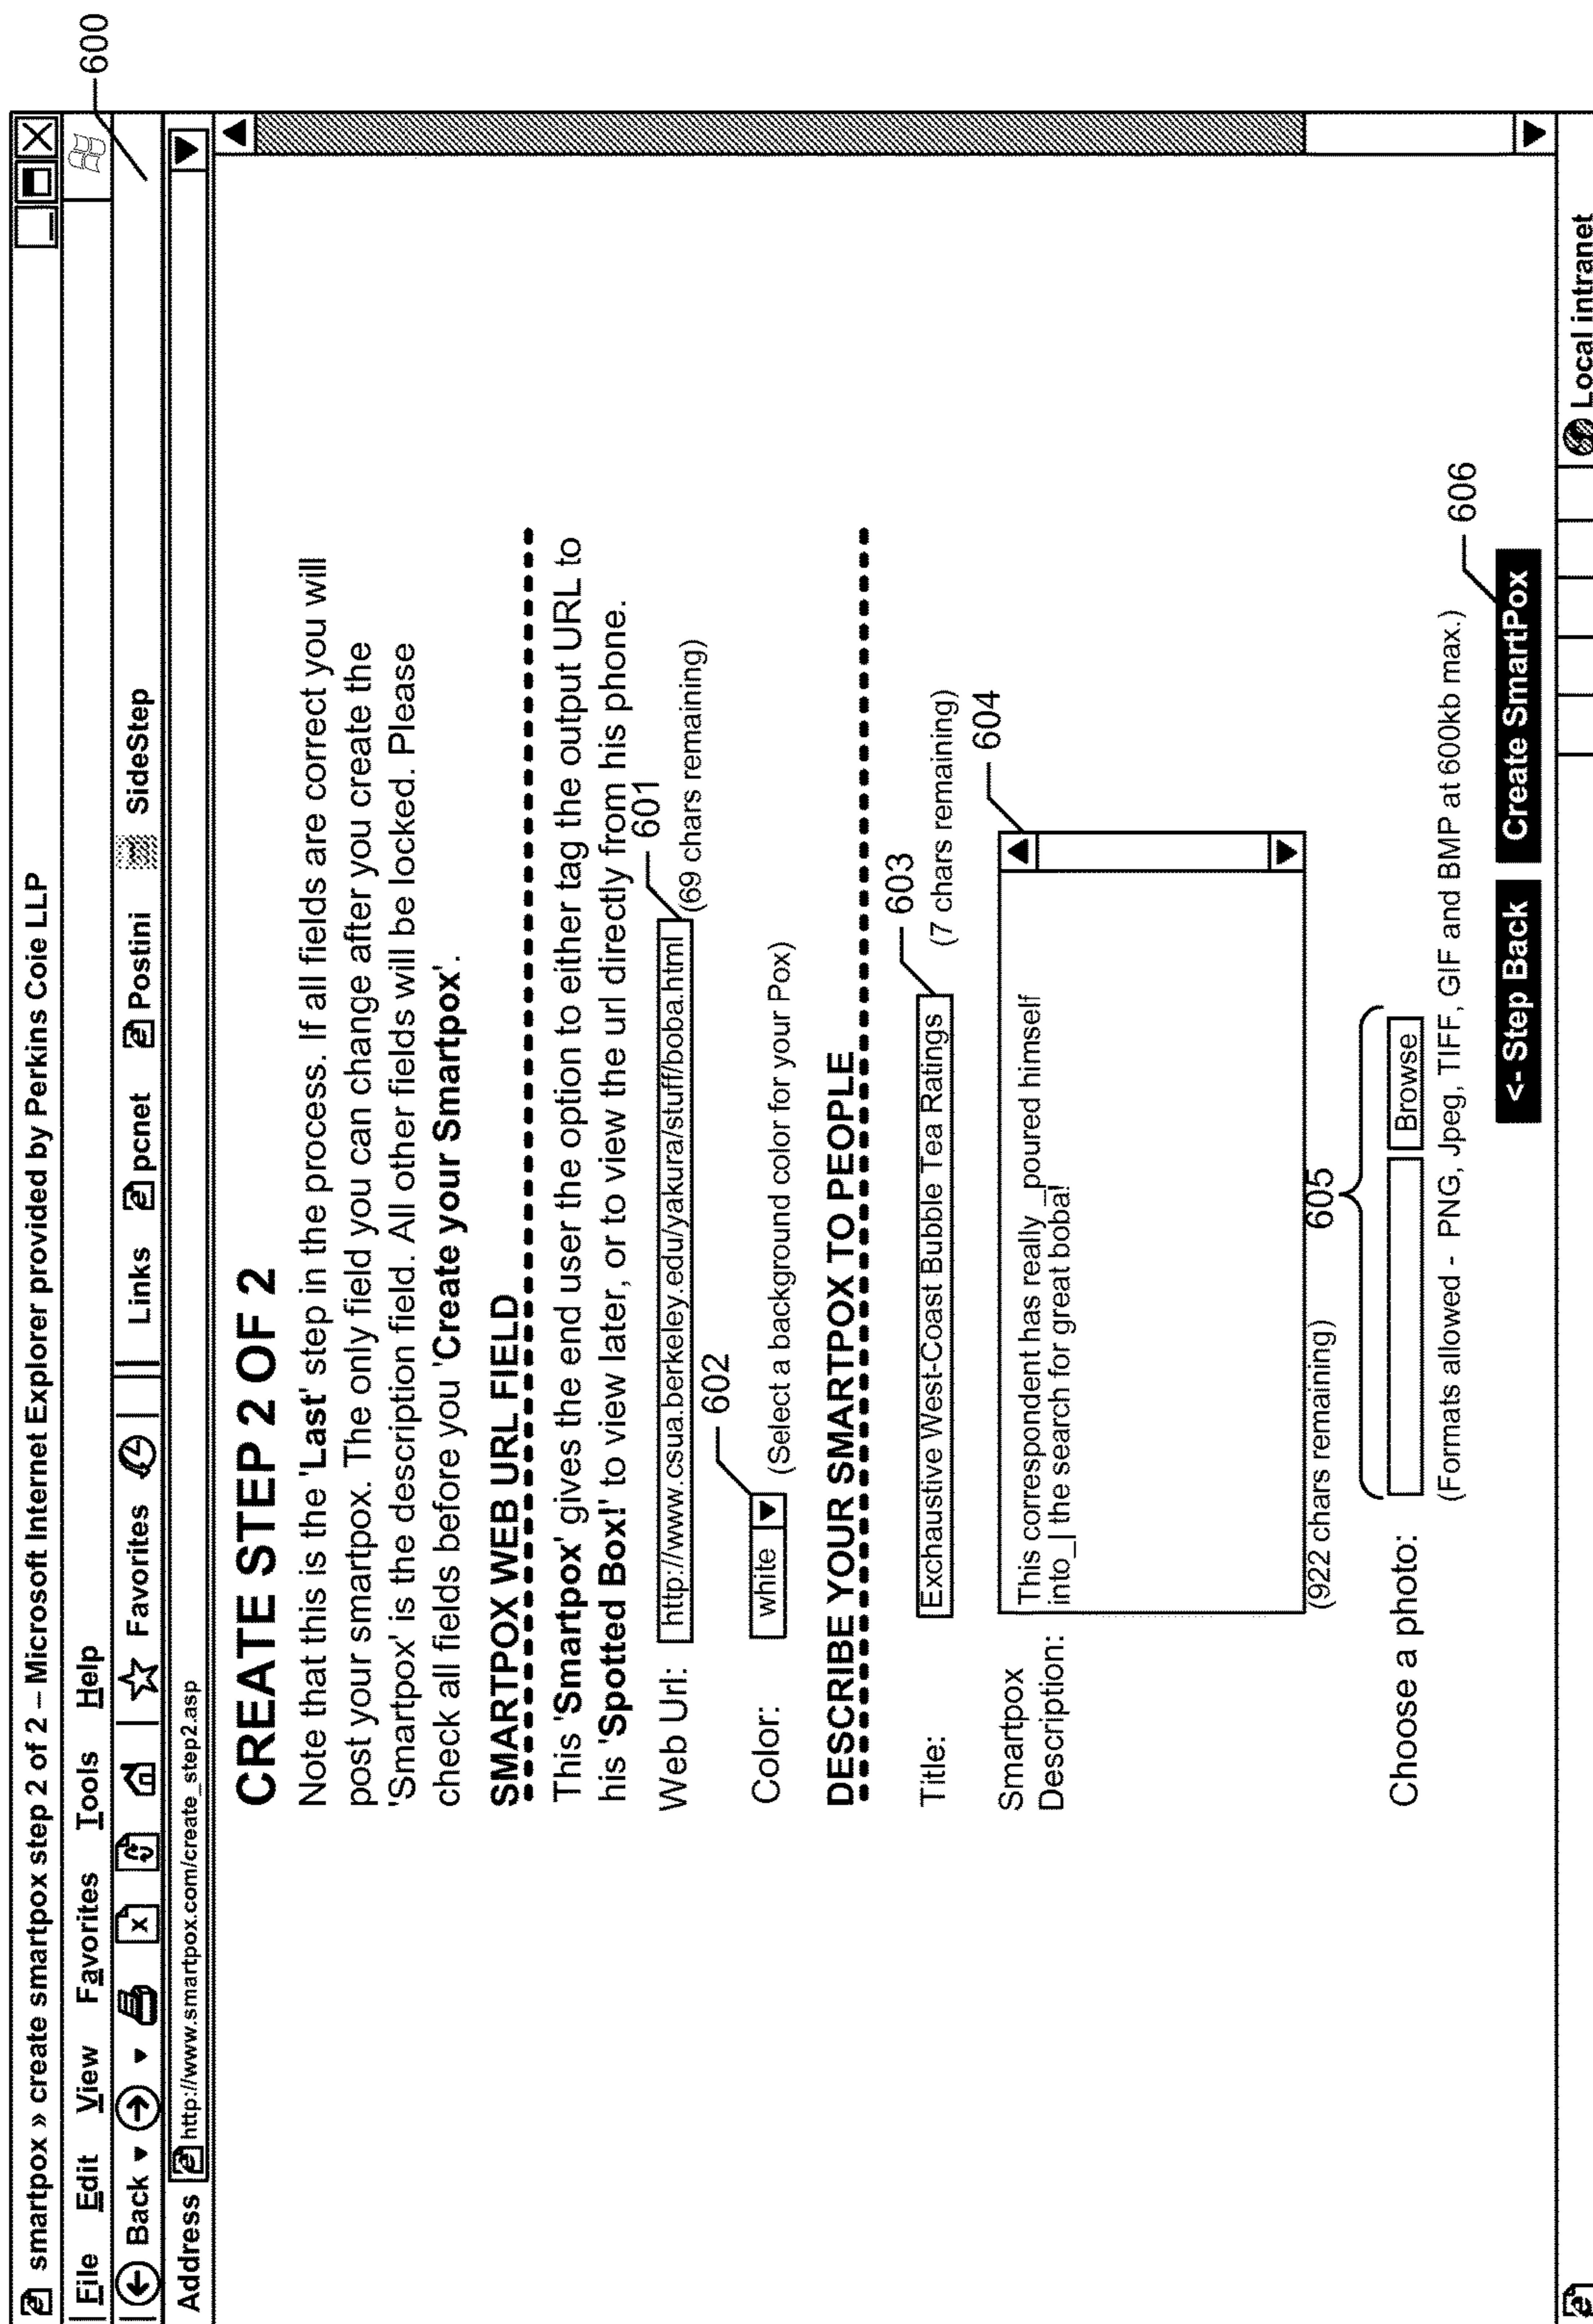 smartpox » create smartpox step 2 of 2 – Microsoft Internet Explorer provided by Perkins Coie LLP
File Edit View Favorites Tools Help
600
Back Favorites Links pcnet Postini SideStep
Address http://www.smartpox.com/create_step2.asp
CREATE STEP 2 OF 2
Note that this is the 'Last' step in the process. If all fields are correct you will
post your smartpox. The only field you can change after you create the
'Smartpox' is the description field. All other fields will be locked. Please
check all fields before you 'Create your Smartpox'.
SMARTPOX WEB URL FIELD
This 'Smartpox' gives the end user the option to either tag the output URL to
his 'Spotted Box!' to view later, or to view the url directly from his phone.
601
Web Url: http://www.csua.berkeley.edu/yakura/stuff/boba.html (69 chars remaining)
602
Color: white (Select a background color for your Pox)
DESCRIBE YOUR SMARTPOX TO PEOPLE
603
Title: Exchaustive West-Coast Bubble Tea Ratings (7 chars remaining)
604
Smartpox
Description:
This correspondent has really _poured himself
into_| the search for great boba!
(922 chars remaining)
605
Choose a photo: Browse
(Formats allowed - PNG, Jpeg, TIFF, GIF and BMP at 600kb max.)
606
<- Step Back Create SmartPox
Local intranet